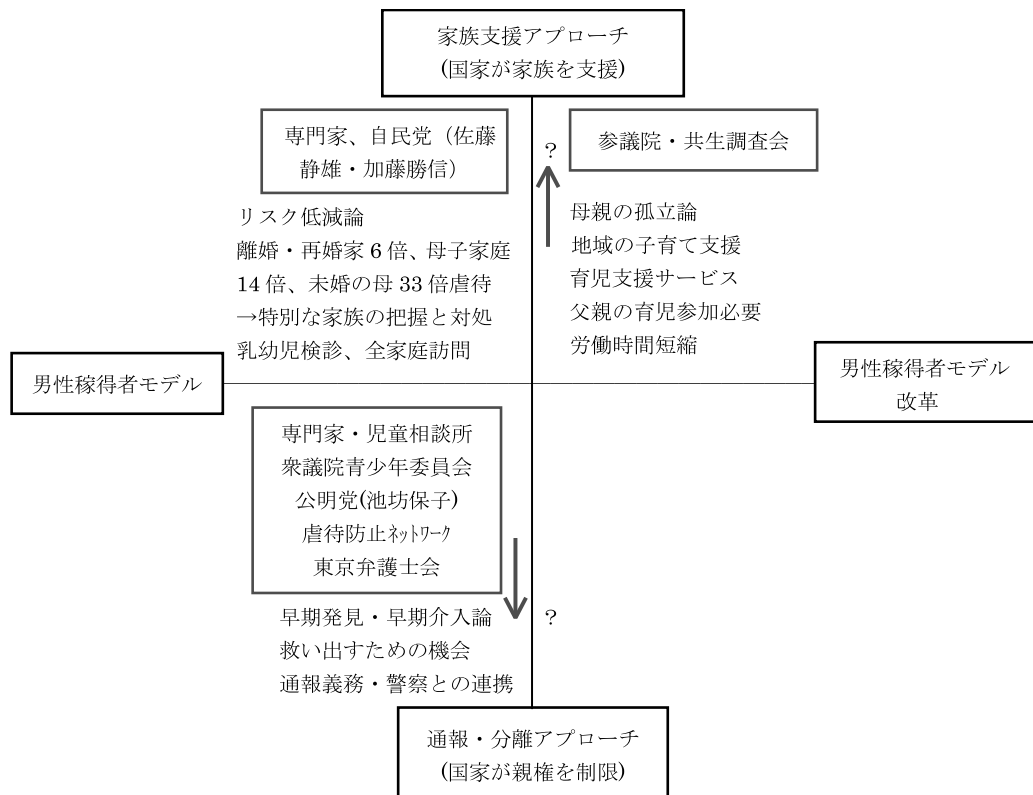 家族支援アプローチ
(国家が家族を支援)
専門家、自民党（佐藤
静雄・加藤勝信）
?
参議院・共生調査会
リスク低減論
離婚・再婚家 6 倍、母子家庭
14 倍、未婚の母 33 倍虐待
→特別な家族の把握と対処
乳幼児検診、全家庭訪問
母親の孤立論
地域の子育て支援
育児支援サービス
父親の育児参加必要
労働時間短縮
男性稼得者モデル
男性稼得者モデル
改革
専門家・児童相談所
衆議院青少年委員会
公明党(池坊保子)
虐待防止ﾈｯﾄﾜｰｸ
東京弁護士会
早期発見・早期介入論
救い出すための機会
通報義務・警察との連携
?
通報・分離アプローチ
(国家が親権を制限)